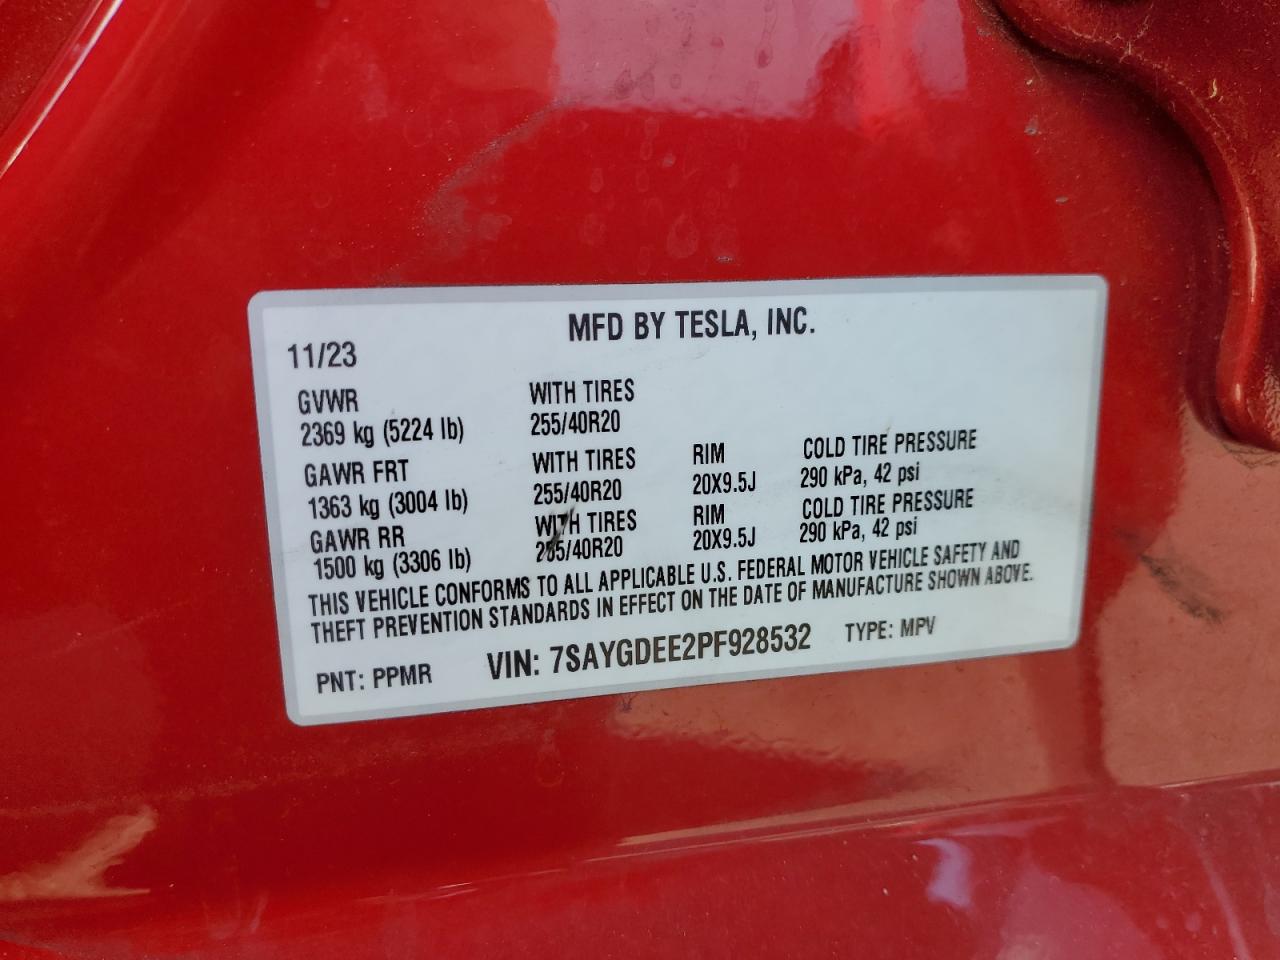 MFD BY TESLA, INC.
11/23
GVWR WITH TIRES
2369 kg (5224 lb) 255/40R20
GAWR FRT WITH TIRES RIM COLD TIRE PRESSURE
1363 kg (3004 lb) 255/40R20 20X9.5J 290 kPa, 42 psi
GAWR RR WITH TIRES RIM COLD TIRE PRESSURE
1500 kg (3306 lb) 255/40R20 20X9.5J 290 kPa, 42 psi
THIS VEHICLE CONFORMS TO ALL APPLICABLE U.S. FEDERAL MOTOR VEHICLE SAFETY AND
THEFT PREVENTION STANDARDS IN EFFECT ON THE DATE OF MANUFACTURE SHOWN ABOVE.
PNT: PPMR VIN: 7SAYGDEE2PF928532 TYPE: MPV